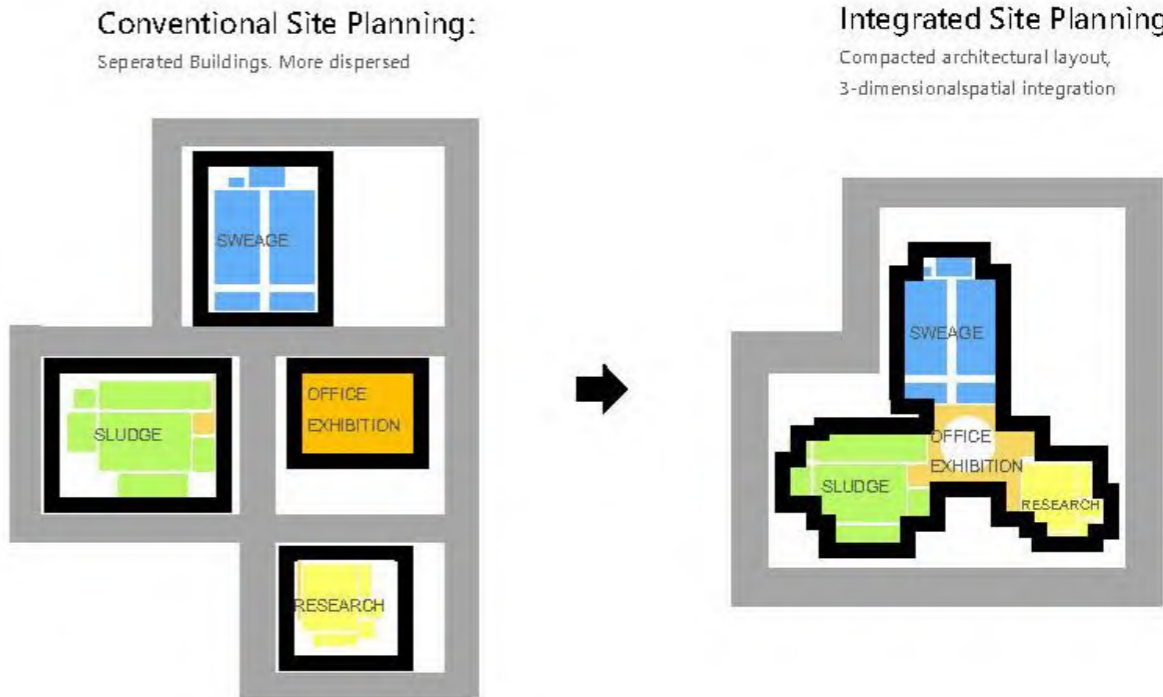 Conventional Site Planning:
Seperated Buildings. More dispersed
SWEAGE
OFFICE
EXHIBITION
SLUDGE
RESEARCH
Integrated Site Planning
Compacted architectural layout,
3-dimensionalspatial integration
SWEAGE
OFFICE
EXHIBITION
SLUDGE
RESEARCH